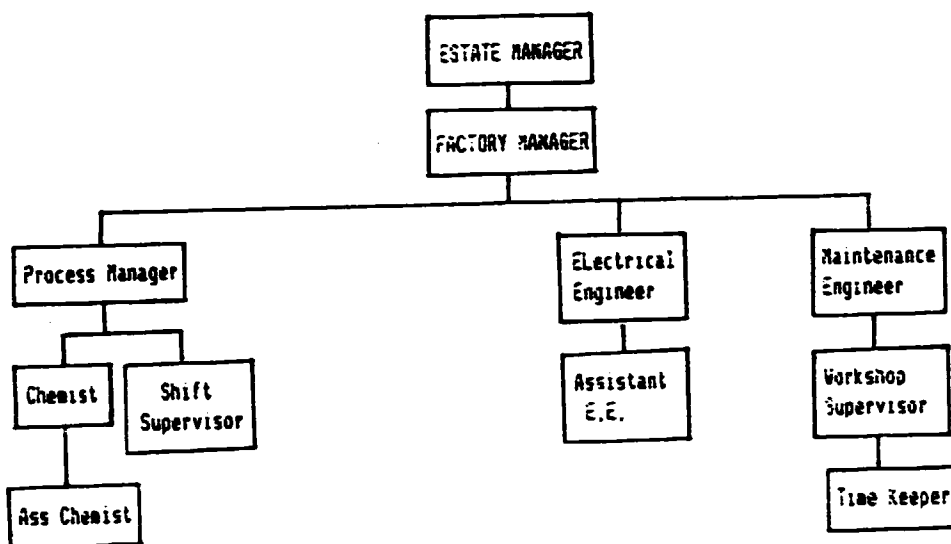 ESTATE MANAGER
FACTORY MANAGER
Process Manager
ELectrical
Engineer
Maintenance
Engineer
Chemist
Shift
Supervisor
Assistant
E.E.
Workshop
Supervisor
Ass Chemist
Time Keeper